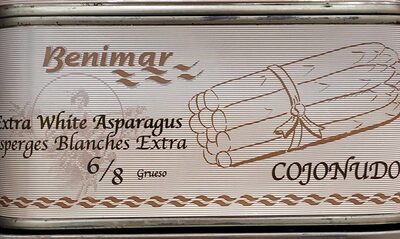 Benimar
Extra White Asparagus
sperges Blanches Extra
6/8 Grueso
COJONUDO